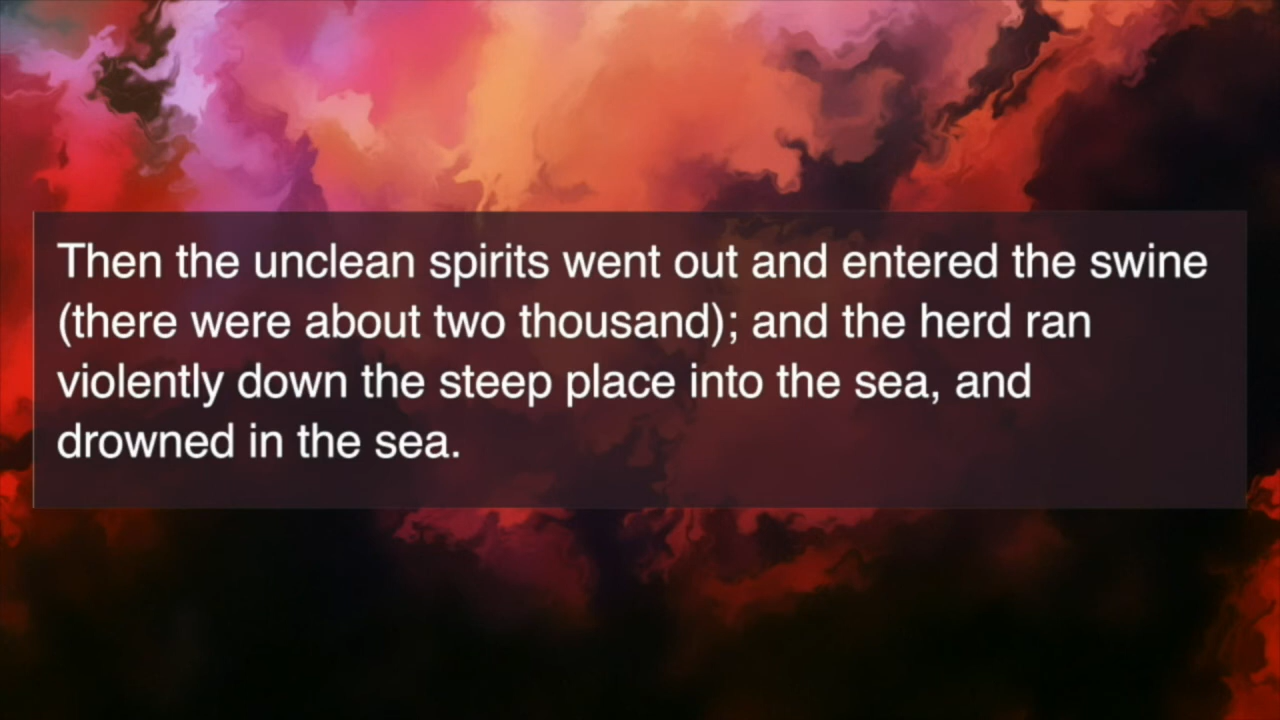 Then the unclean spirits went out and entered the swine
(there were about two thousand); and the herd ran
violently down the steep place into the sea, and
drowned in the sea.